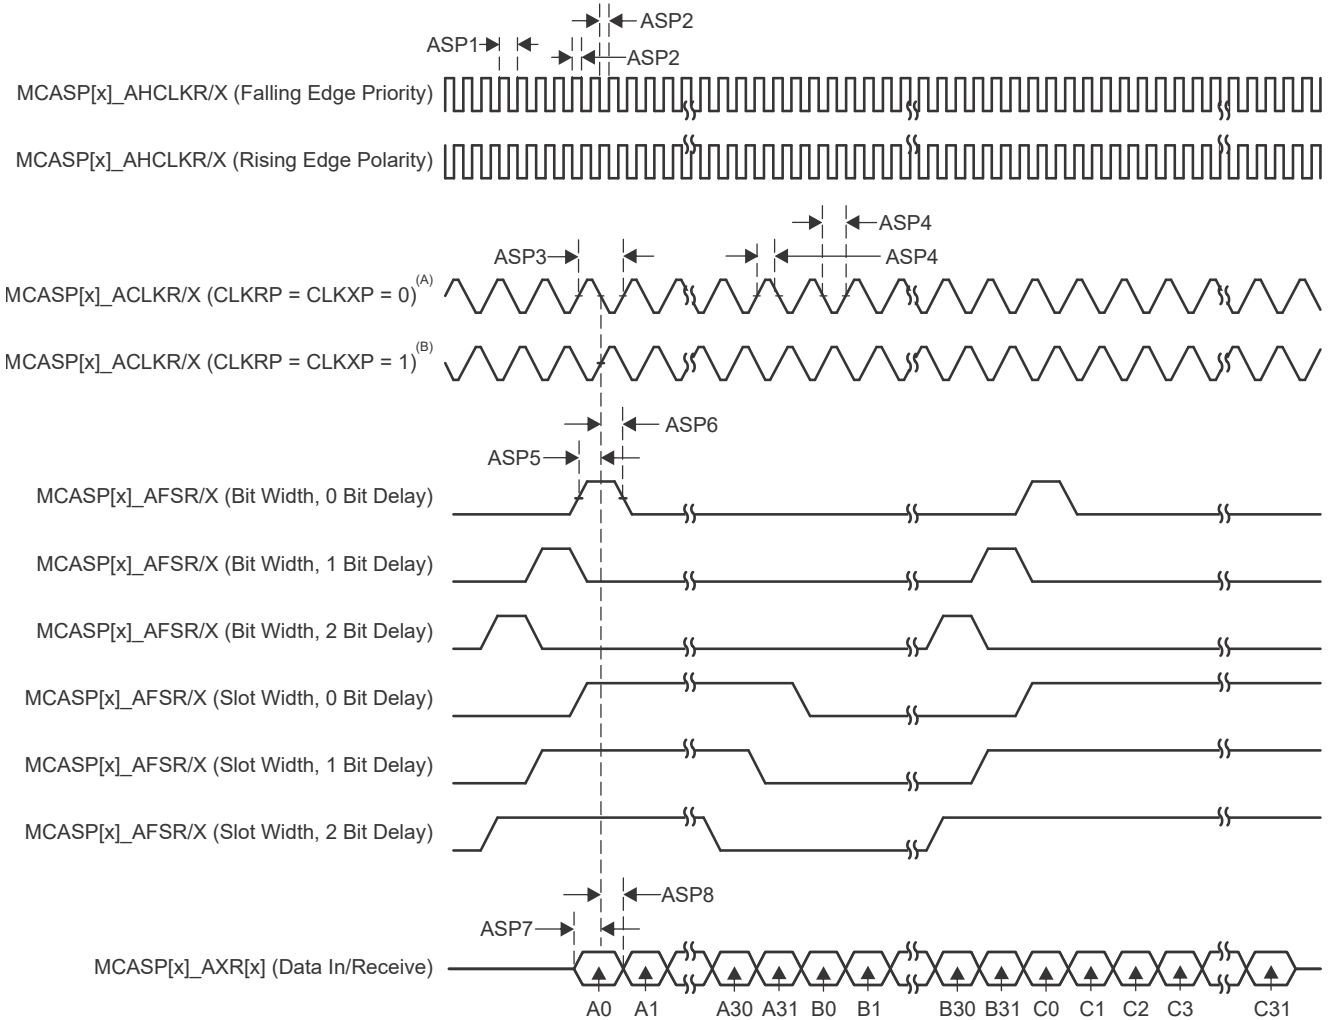 ASP2
ASP1
ASP2
MCASP[x]_AHCLKR/X (Falling Edge Priority)
MCASP[x]_AHCLKR/X (Rising Edge Polarity)
ASP4
ASP3
ASP4
MCASP[x]_ACLKR/X (CLKRP = CLKXP = 0)(A)
MCASP[x]_ACLKR/X (CLKRP = CLKXP = 1)(B)
ASP6
ASP5
MCASP[x]_AFSR/X (Bit Width, 0 Bit Delay)
MCASP[x]_AFSR/X (Bit Width, 1 Bit Delay)
MCASP[x]_AFSR/X (Bit Width, 2 Bit Delay)
MCASP[x]_AFSR/X (Slot Width, 0 Bit Delay)
MCASP[x]_AFSR/X (Slot Width, 1 Bit Delay)
MCASP[x]_AFSR/X (Slot Width, 2 Bit Delay)
ASP8
ASP7
MCASP[x]_AXR[x] (Data In/Receive)
A0 A1 A30 A31 B0 B1 B30 B31 C0 C1 C2 C3 C31